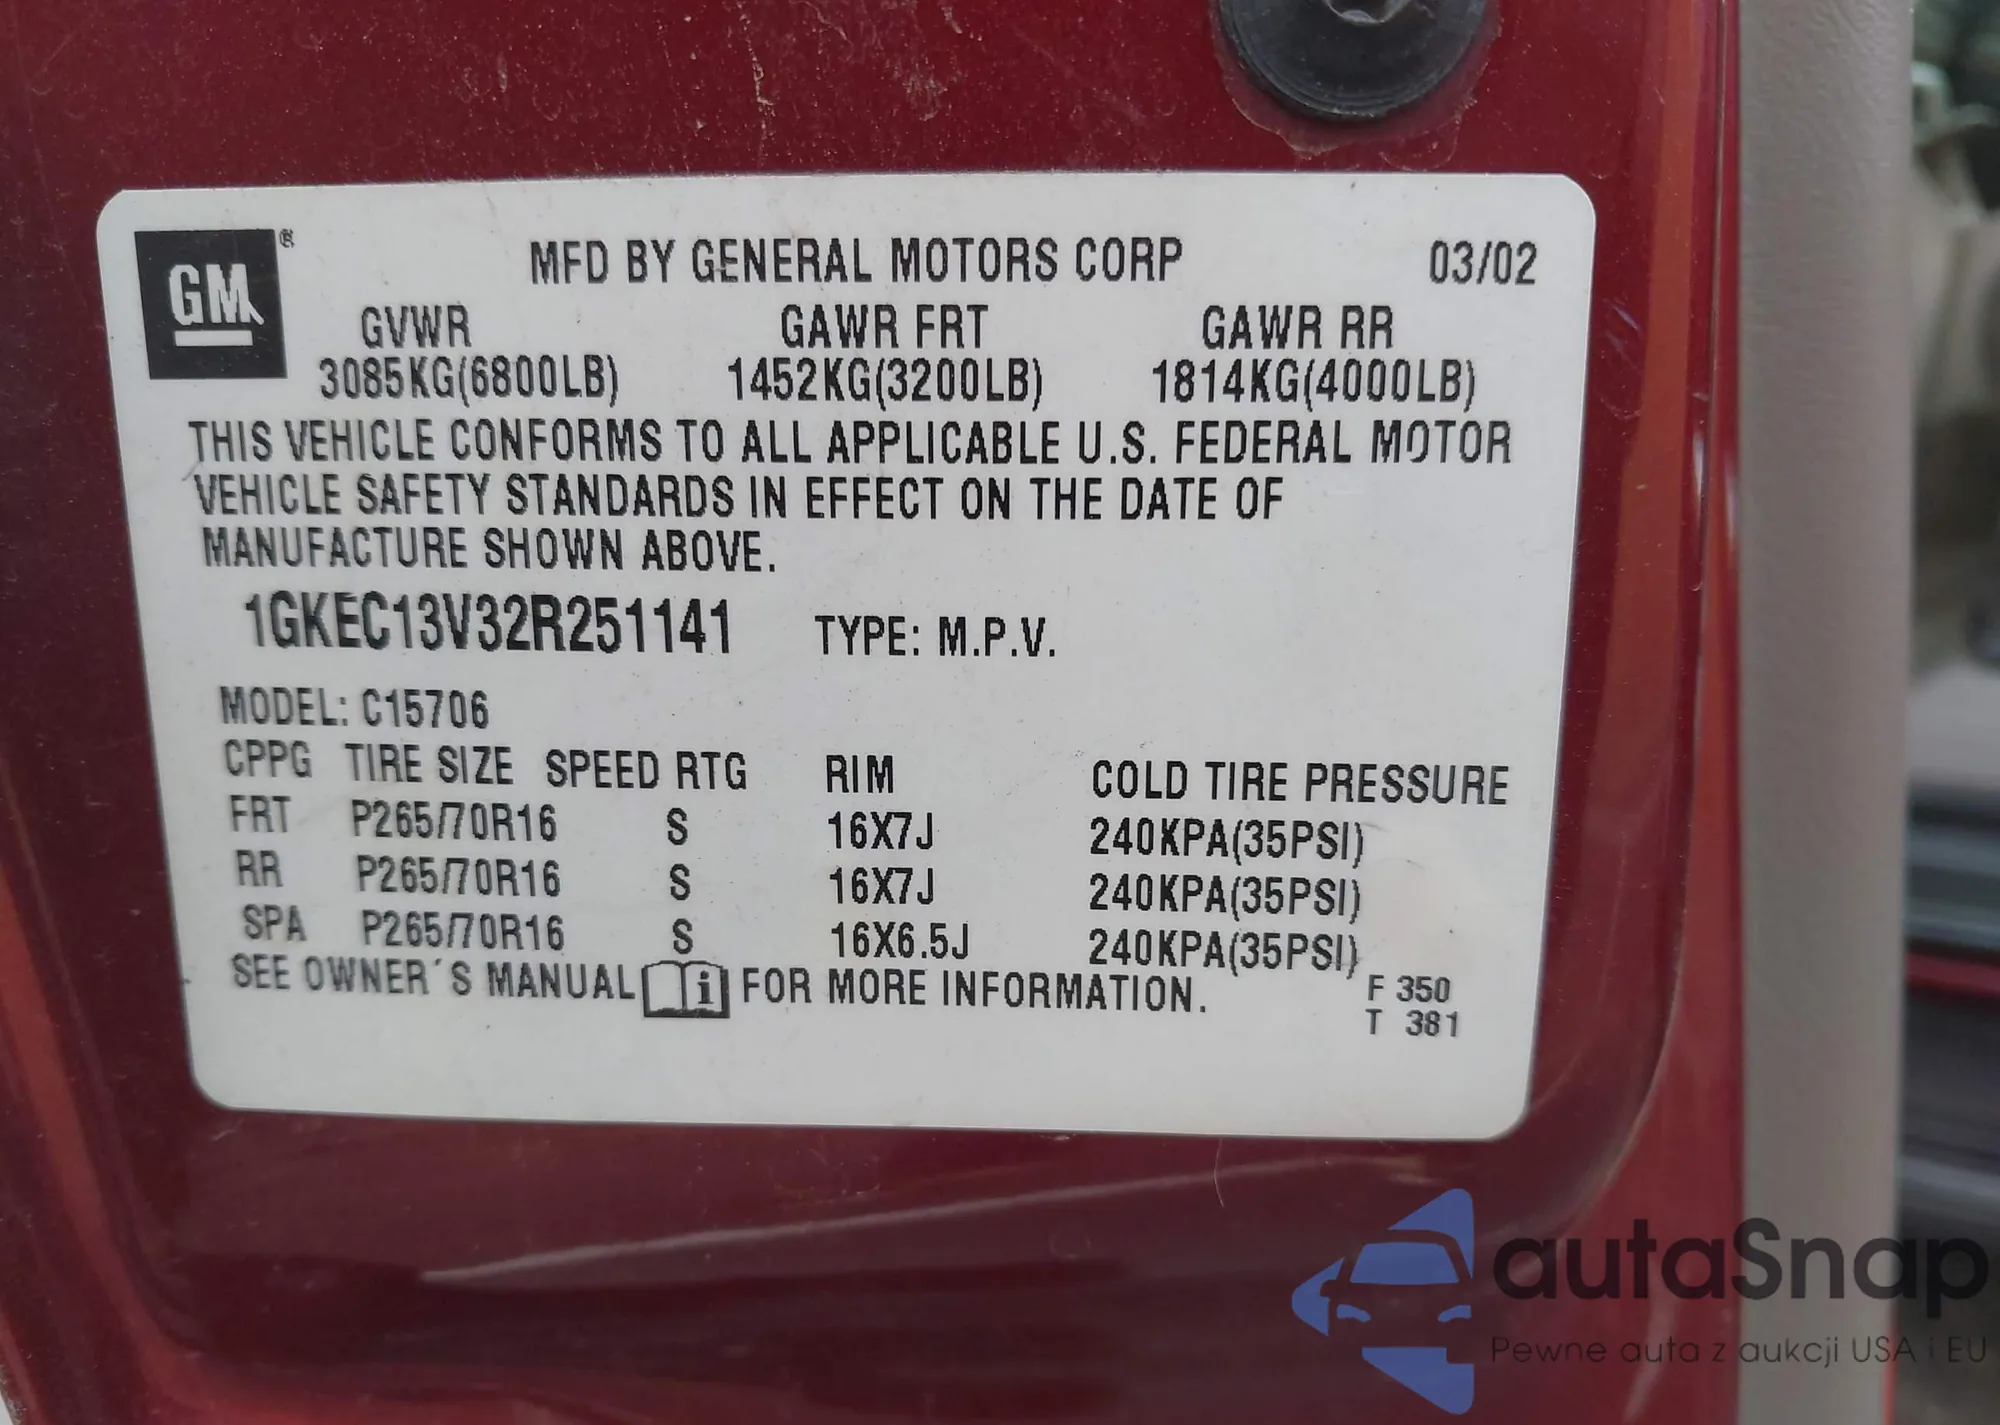 GM®
MFD BY GENERAL MOTORS CORP 03/02
GVWR GAWR FRT GAWR RR
3085KG(6800LB) 1452KG(3200LB) 1814KG(4000LB)
THIS VEHICLE CONFORMS TO ALL APPLICABLE U.S. FEDERAL MOTOR
VEHICLE SAFETY STANDARDS IN EFFECT ON THE DATE OF
MANUFACTURE SHOWN ABOVE.
1GKEC13V32R251141 TYPE: M.P.V.
MODEL: C15706
CPPG TIRE SIZE SPEED RTG RIM COLD TIRE PRESSURE
FRT P265/70R16 S 16X7J 240KPA(35PSI)
RR P265/70R16 S 16X7J 240KPA(35PSI)
SPA P265/70R16 S 16X6.5J 240KPA(35PSI)
SEE OWNER´S MANUAL i FOR MORE INFORMATION.
F 350
T 381
autaSnap
Pewne auta z aukcji USA i EU